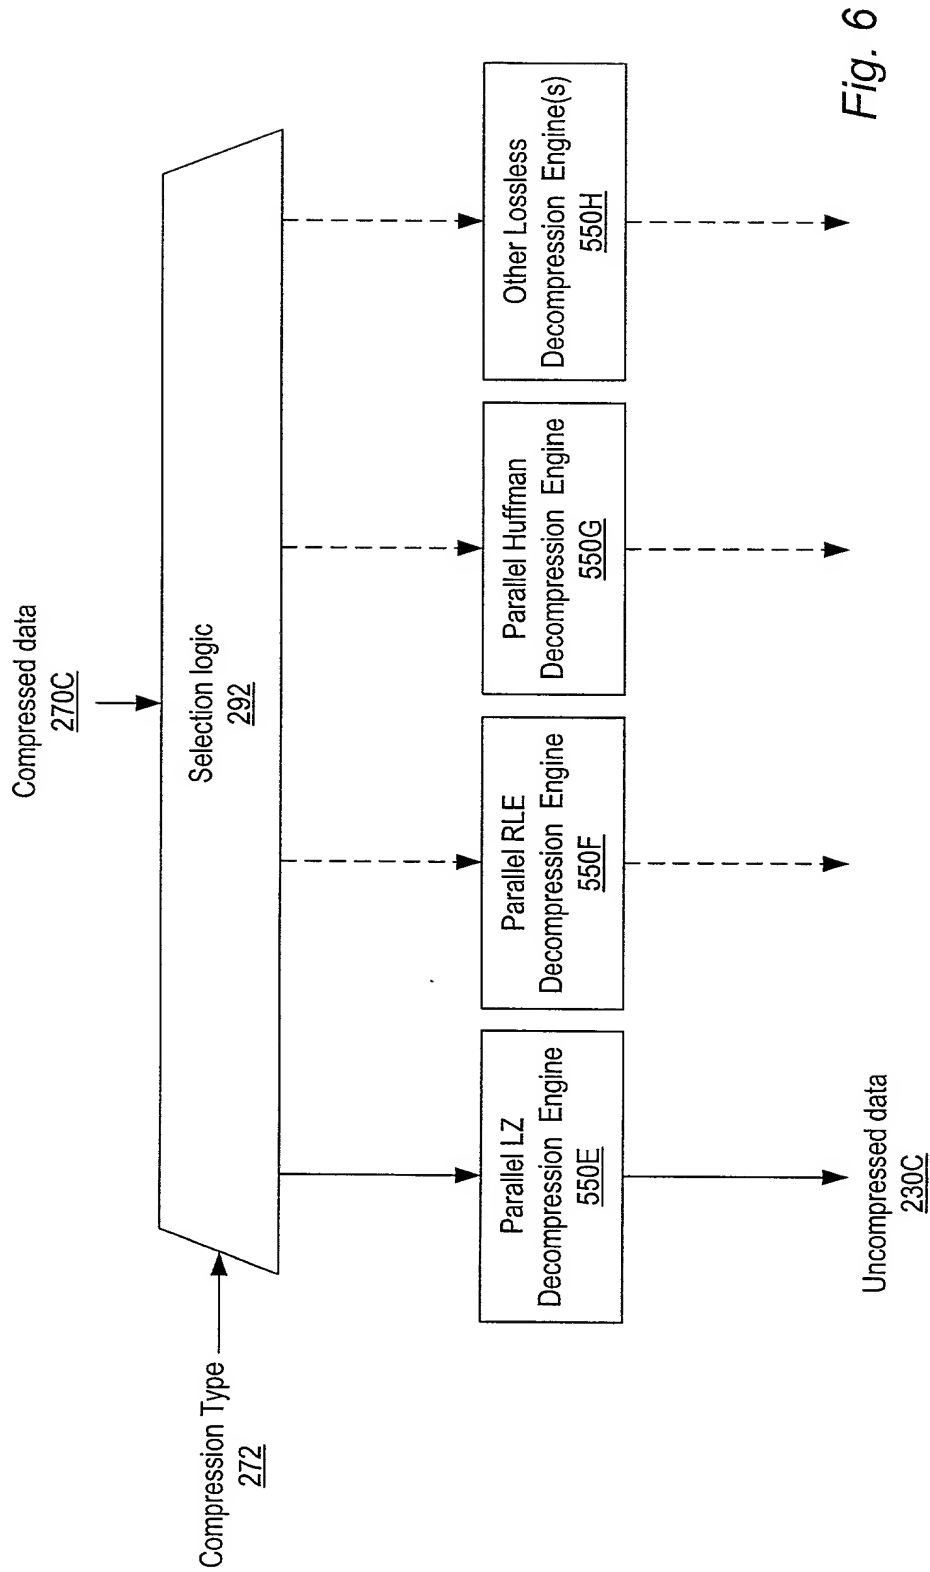 Compressed data
270C
Compression Type
272
Selection logic
292
Parallel LZ
Decompression Engine
550E
Parallel RLE
Decompression Engine
550F
Parallel Huffman
Decompression Engine
550G
Other Lossless
Decompression Engine(s)
550H
Uncompressed data
230C
Fig. 6